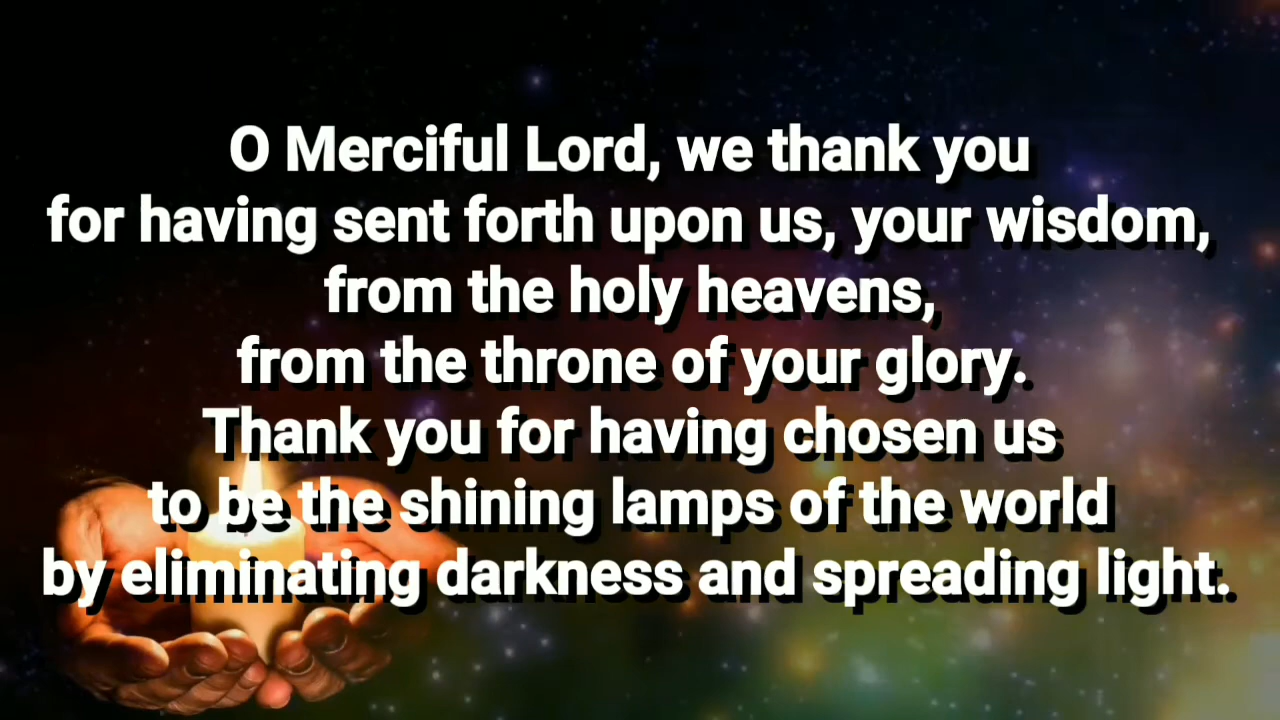 O Merciful Lord, we thank you
for having sent forth upon us, your wisdom,
from the holy heavens,
from the throne of your glory.
Thank you for having chosen us
to be the shining lamps of the world
by eliminating darkness and spreading light.